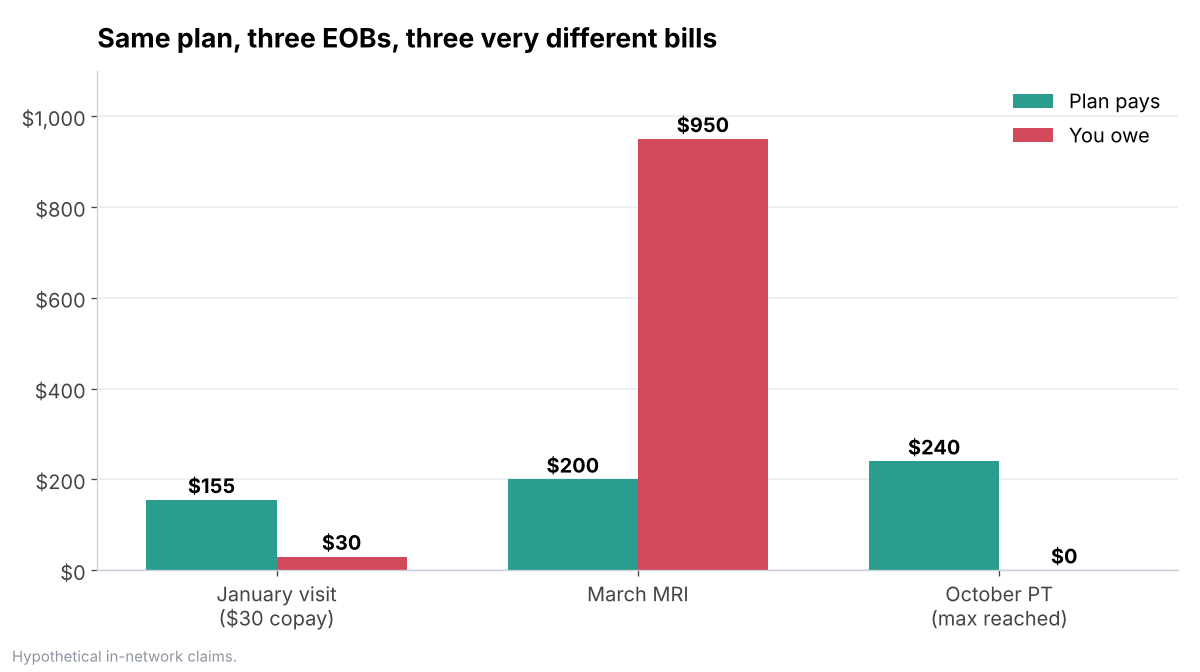 Same plan, three EOBs, three very different bills
Plan pays
You owe
$1,000
$800
$600
$400
$200
$0
$155
$30
$200
$950
$240
$0
January visit
($30 copay)
March MRI
October PT
(max reached)
Hypothetical in-network claims.